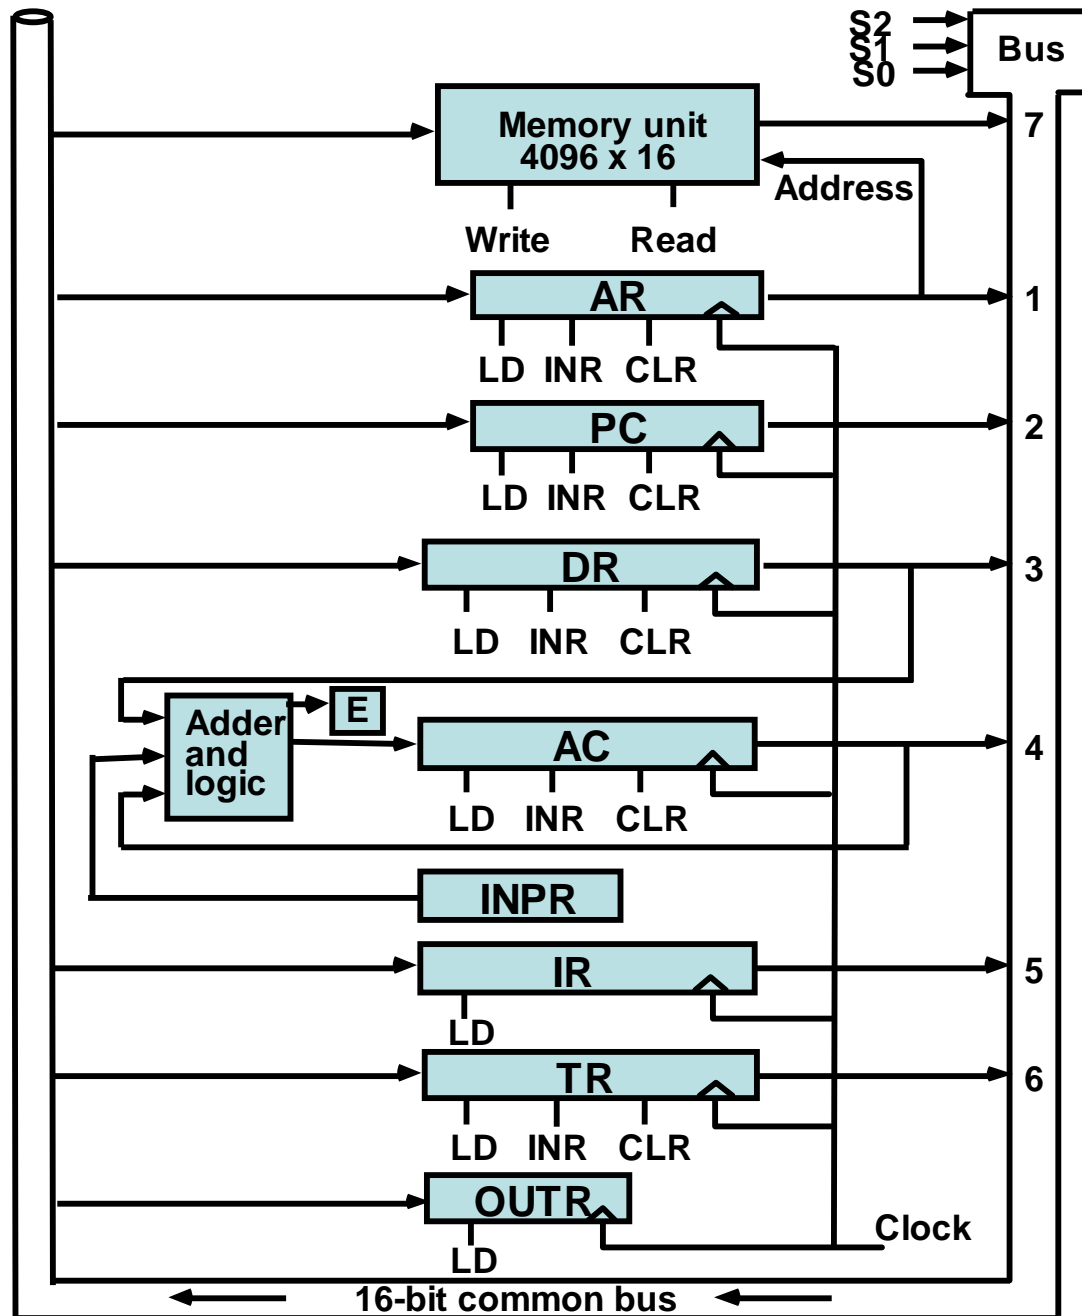 S2
S1
S0
Bus
Memory unit
4096 x 16
7
Address
Write Read
AR
1
LD INR CLR
PC
2
LD INR CLR
DR
3
LD INR CLR
E
Adder
and
logic
AC
4
LD INR CLR
INPR
IR
5
LD
TR
6
LD INR CLR
OUTR
Clock
LD
16-bit common bus